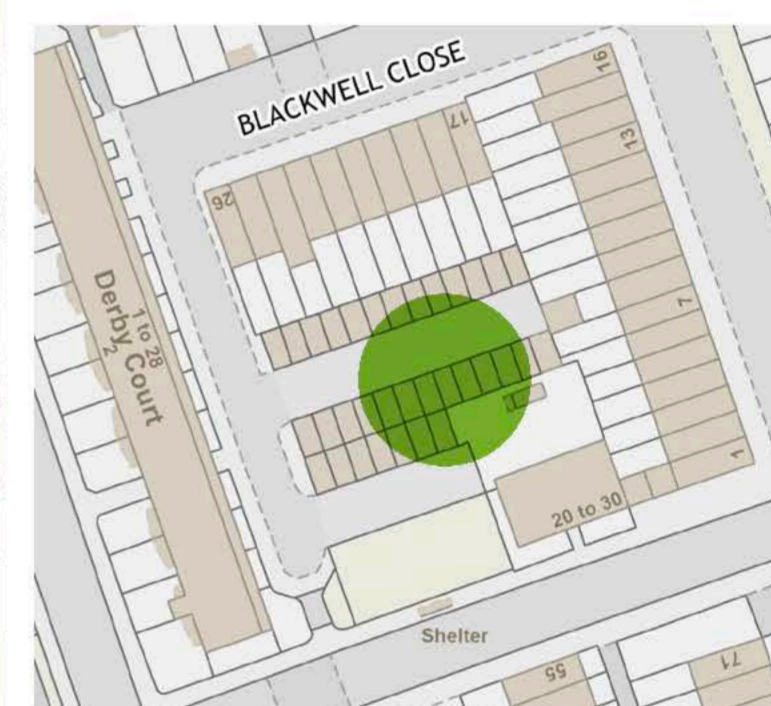 BLACKWELL CLOSE
16
17
13
26
7
Derby Court
1 to 28
2
1
20 to 30
Shelter
55
71